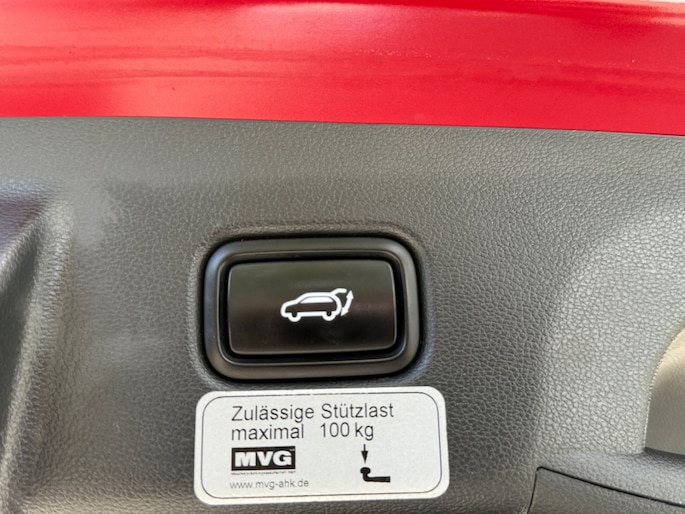 Zulässige Stützlast
maximal 100 kg
MVG
www.mvg-ahk.de